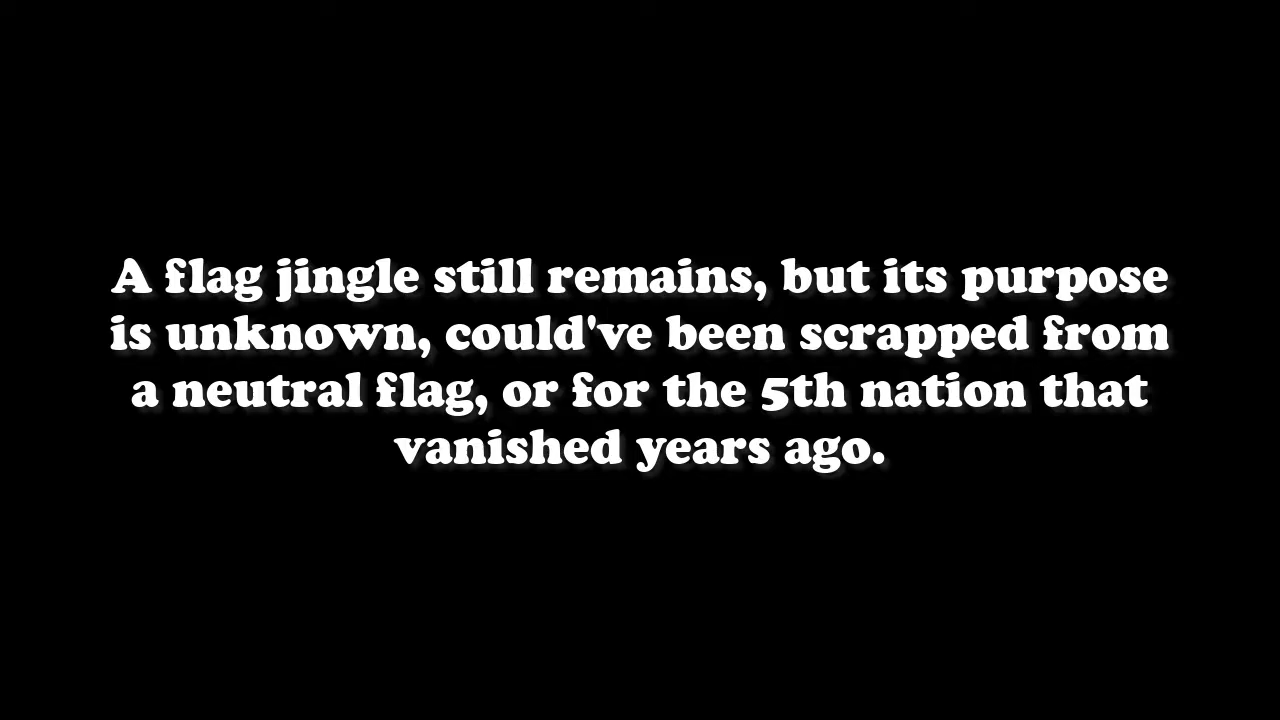 A flag jingle still remains, but its purpose
is unknown, could've been scrapped from
a neutral flag, or for the 5th nation that
vanished years ago.